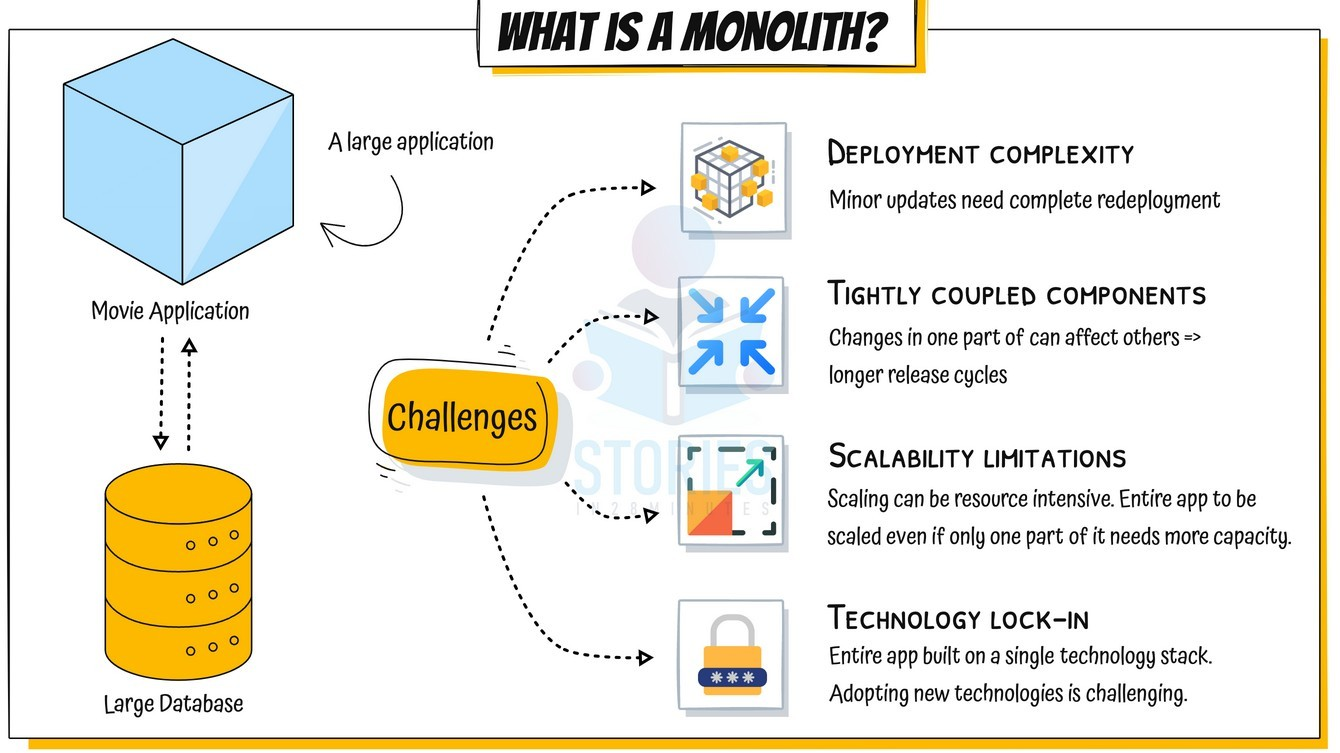 WHAT IS A MONOLITH?
A large application
Movie Application
Large Database
Challenges
DEPLOYMENT COMPLEXITY
Minor updates need complete redeployment
TIGHTLY COUPLED COMPONENTS
Changes in one part of can affect others =>
longer release cycles
SCALABILITY LIMITATIONS
Scaling can be resource intensive. Entire app to be
scaled even if only one part of it needs more capacity.
TECHNOLOGY LOCK-IN
Entire app built on a single technology stack.
Adopting new technologies is challenging.
STORIES
IN28MINUTES